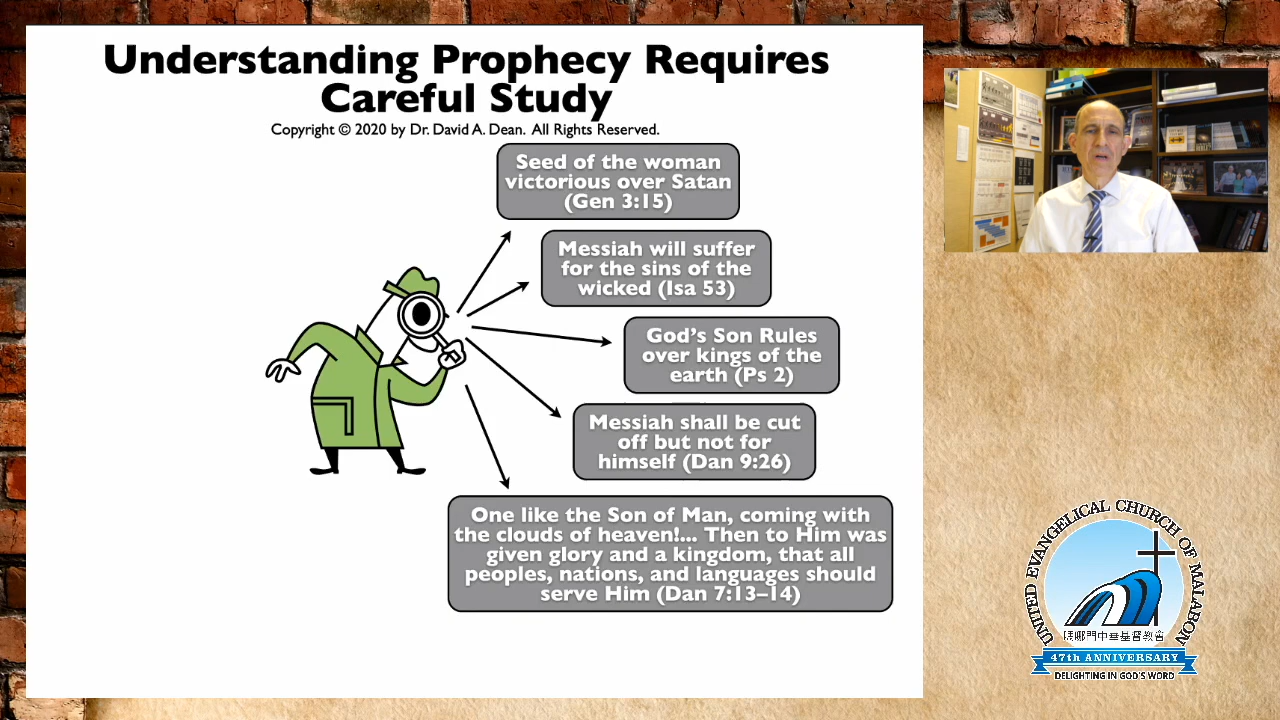 Understanding Prophecy Requires
Careful Study
Copyright © 2020 by Dr. David A. Dean. All Rights Reserved.
Seed of the woman
victorious over Satan
(Gen 3:15)
Messiah will suffer
for the sins of the
wicked (Isa 53)
God's Son Rules
over kings of the
earth (Ps 2)
Messiah shall be cut
off but not for
himself (Dan 9:26)
One like the Son of Man, coming with
the clouds of heaven!... Then to Him was
given glory and a kingdom, that all
peoples, nations, and languages should
serve Him (Dan 7:13–14)
UNITED EVANGELICAL CHURCH OF MALABON
47th ANNIVERSARY
DELIGHTING IN GOD'S WORD